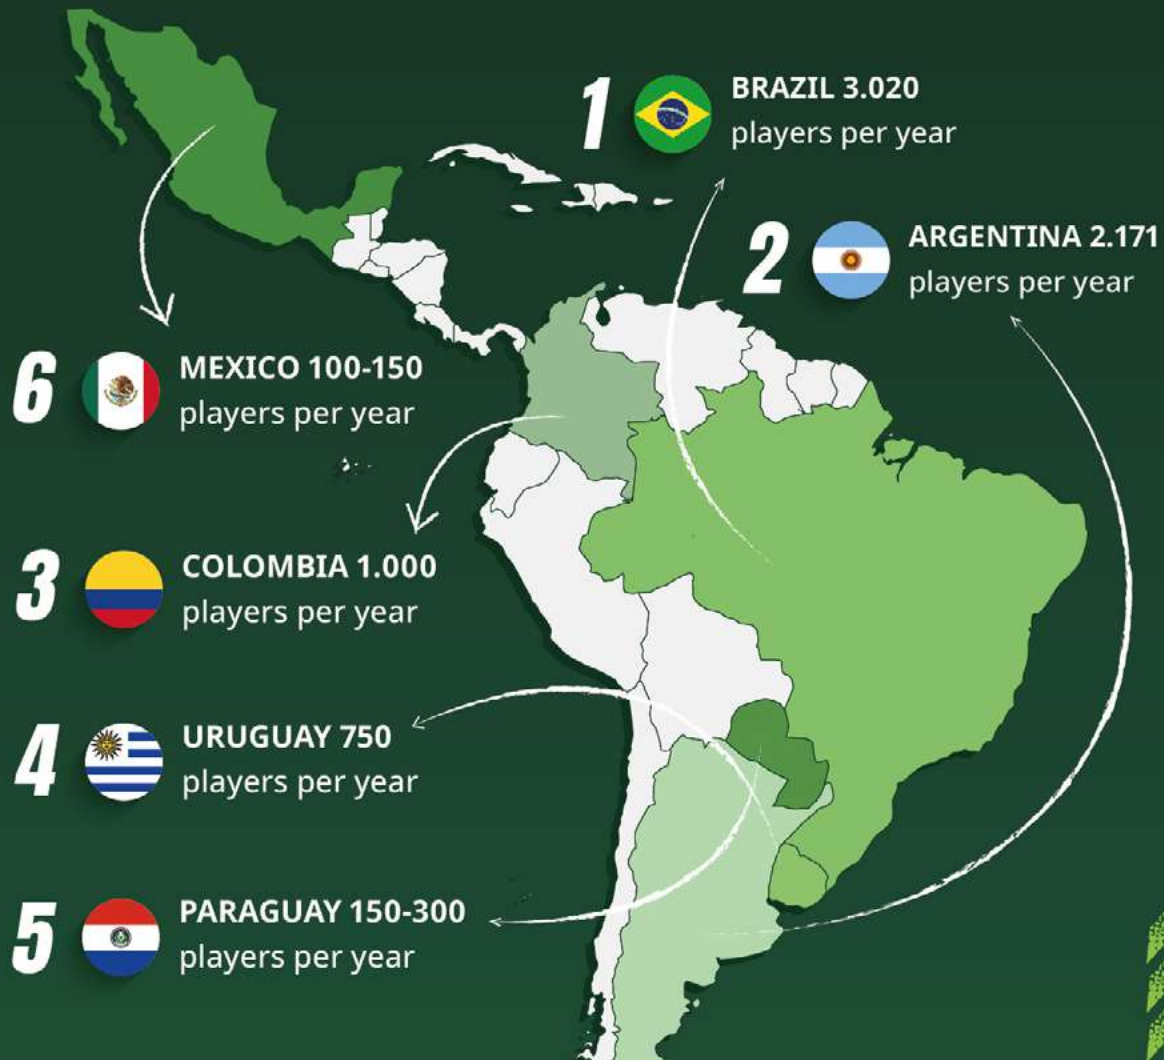 1
BRAZIL 3.020
players per year
2
ARGENTINA 2.171
players per year
6
MEXICO 100-150
players per year
3
COLOMBIA 1.000
players per year
4
URUGUAY 750
players per year
5
PARAGUAY 150-300
players per year